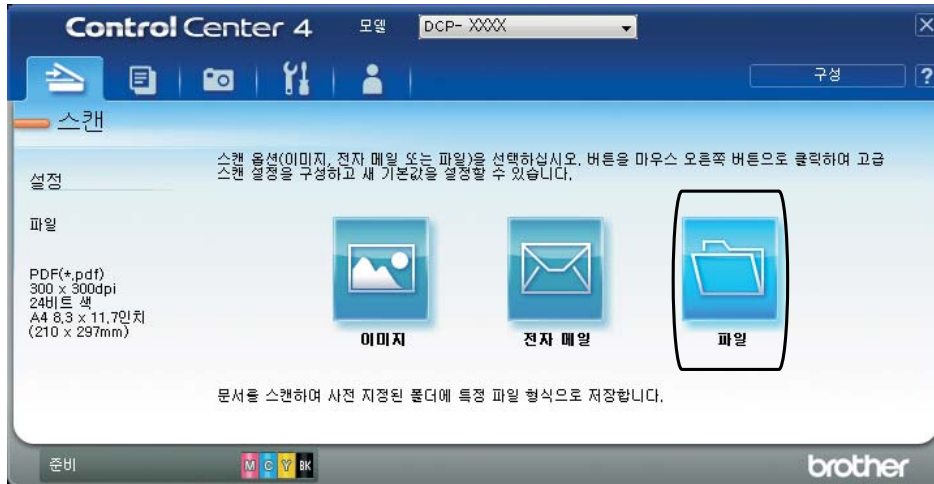 Control Center 4
모델
DCP- XXXX
구성
?
스캔
스캔 옵션(이미지, 전자 메일 또는 파일)을 선택하십시오. 버튼을 마우스 오른쪽 버튼으로 클릭하여 고급
스캔 설정을 구성하고 새 기본값을 설정할 수 있습니다.
설정
파일
PDF(*.pdf)
300 x 300dpi
24비트 색
A4 8.3 x 11.7인치
(210 x 297mm)
이미지
전자 메일
파일
문서를 스캔하여 사전 지정된 폴더에 특정 파일 형식으로 저장합니다.
준비
M C Y BK
brother